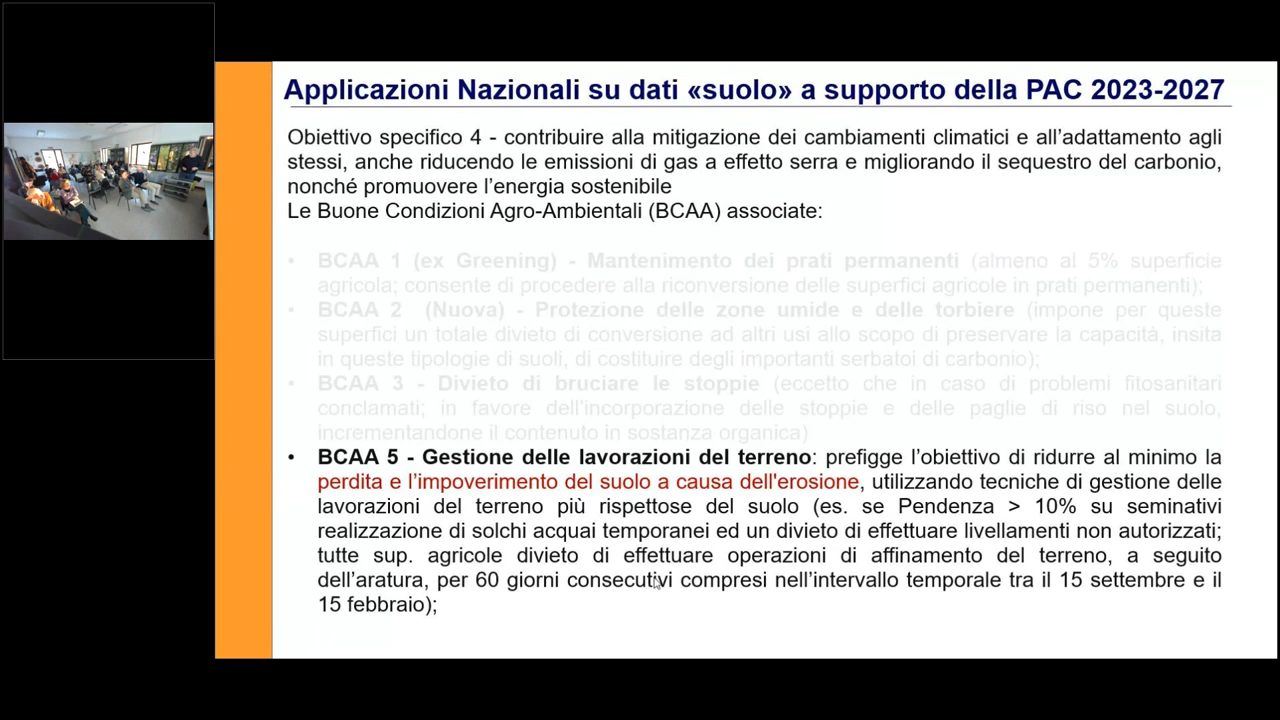 Applicazioni Nazionali su dati «suolo» a supporto della PAC 2023-2027
Obiettivo specifico 4 - contribuire alla mitigazione dei cambiamenti climatici e all’adattamento agli
stessi, anche riducendo le emissioni di gas a effetto serra e migliorando il sequestro del carbonio,
nonché promuovere l’energia sostenibile
Le Buone Condizioni Agro-Ambientali (BCAA) associate:
• BCAA 1 (ex Greening) - Mantenimento dei prati permanenti (almeno al 5% superficie
agricola; consente di procedere alla riconversione delle superfici agricole in prati permanenti);
• BCAA 2 (Nuova) - Protezione delle zone umide e delle torbiere (impone per queste
superfici un totale divieto di conversione ad altri usi allo scopo di preservare la capacità, insita
in queste tipologie di suoli, di costituire degli importanti serbatoi di carbonio);
• BCAA 3 - Divieto di bruciare le stoppie (eccetto che in caso di problemi fitosanitari
conclamati; in favore dell’incorporazione delle stoppie e delle paglie di riso nel suolo,
incrementandone il contenuto in sostanza organica)
• BCAA 5 - Gestione delle lavorazioni del terreno: prefigge l’obiettivo di ridurre al minimo la
perdita e l’impoverimento del suolo a causa dell'erosione, utilizzando tecniche di gestione delle
lavorazioni del terreno più rispettose del suolo (es. se Pendenza > 10% su seminativi
realizzazione di solchi acquai temporanei ed un divieto di effettuare livellamenti non autorizzati;
tutte sup. agricole divieto di effettuare operazioni di affinamento del terreno, a seguito
dell’aratura, per 60 giorni consecutivi compresi nell’intervallo temporale tra il 15 settembre e il
15 febbraio);